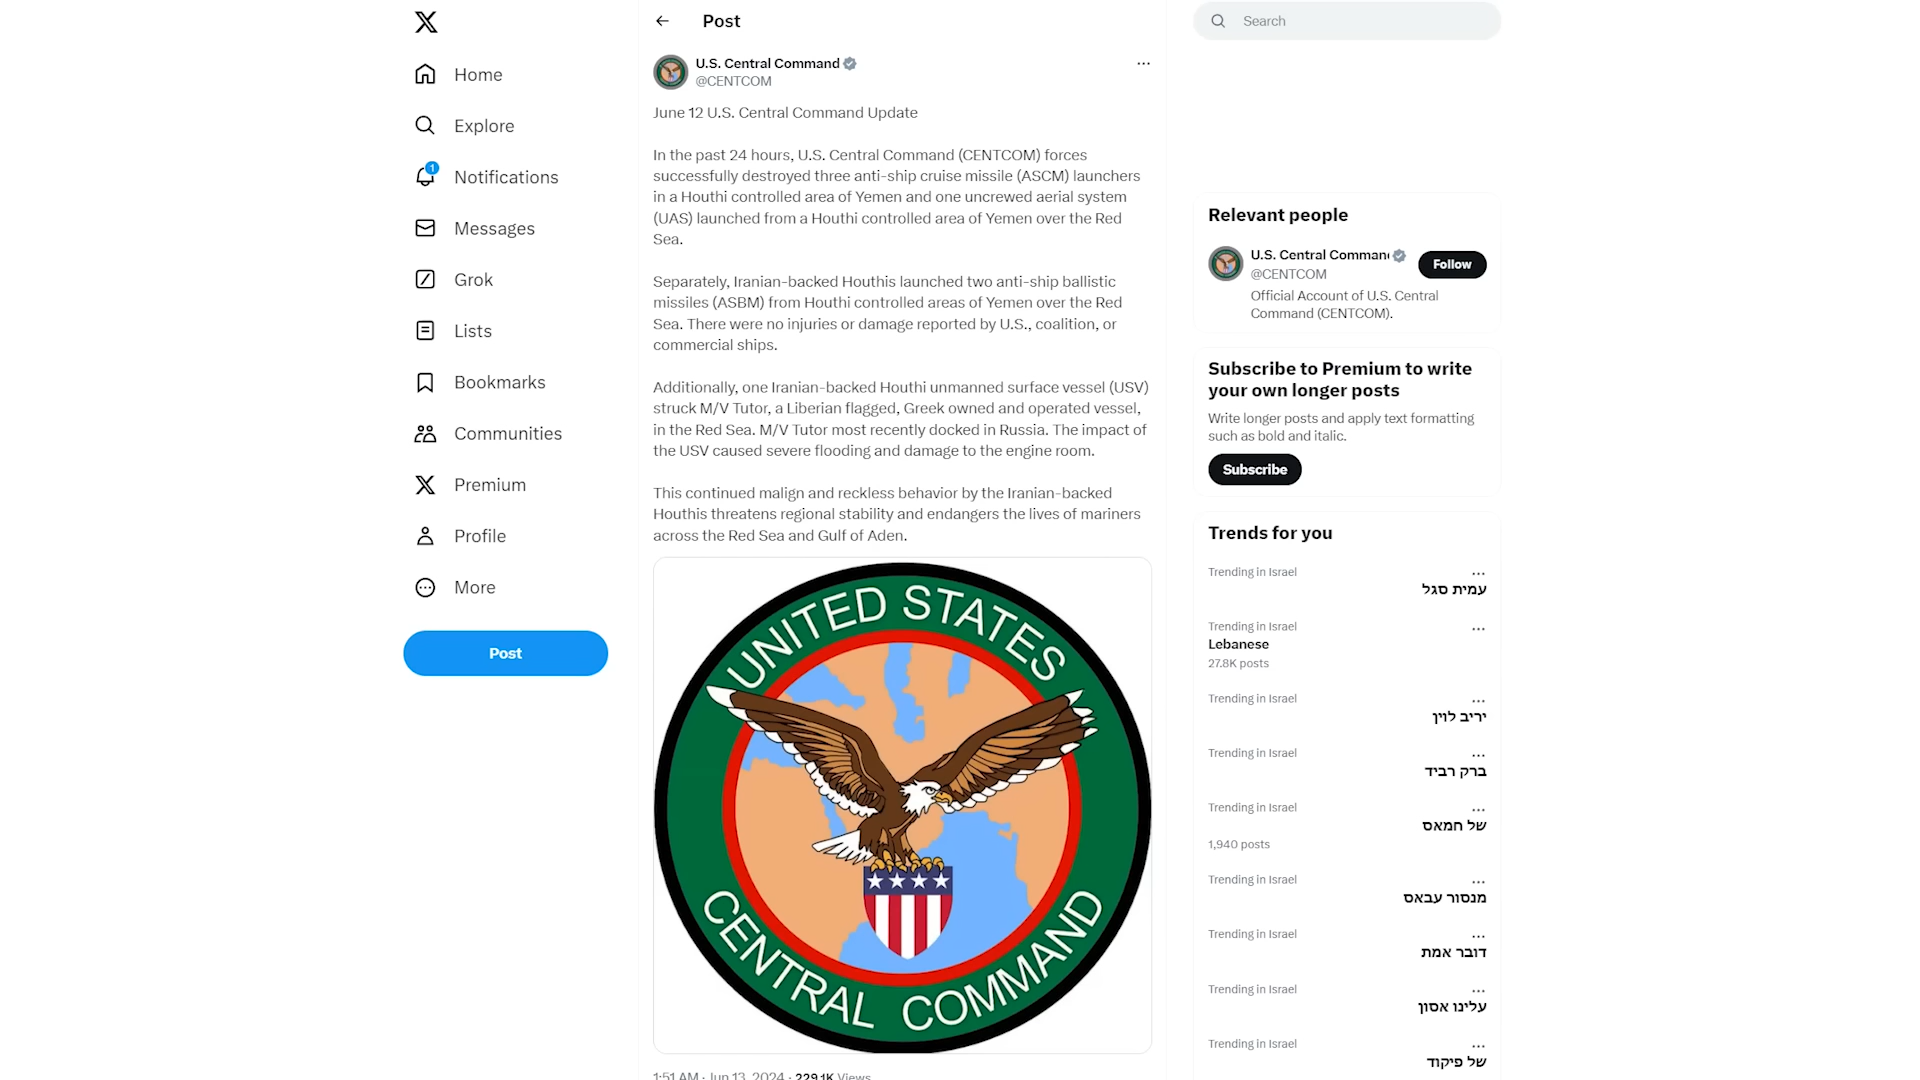 Home
Explore
1
Notifications
Messages
Grok
Lists
Bookmarks
Communities
Premium
Profile
More
Post
Post
U.S. Central Command
@CENTCOM
June 12 U.S. Central Command Update
In the past 24 hours, U.S. Central Command (CENTCOM) forces
successfully destroyed three anti-ship cruise missile (ASCM) launchers
in a Houthi controlled area of Yemen and one uncrewed aerial system
(UAS) launched from a Houthi controlled area of Yemen over the Red
Sea.
Separately, Iranian-backed Houthis launched two anti-ship ballistic
missiles (ASBM) from Houthi controlled areas of Yemen over the Red
Sea. There were no injuries or damage reported by U.S., coalition, or
commercial ships.
Additionally, one Iranian-backed Houthi unmanned surface vessel (USV)
struck M/V Tutor, a Liberian flagged, Greek owned and operated vessel,
in the Red Sea. M/V Tutor most recently docked in Russia. The impact of
the USV caused severe flooding and damage to the engine room.
This continued malign and reckless behavior by the Iranian-backed
Houthis threatens regional stability and endangers the lives of mariners
across the Red Sea and Gulf of Aden.
UNITED STATES
CENTRAL COMMAND
1:51 AM · Jun 13, 2024 · 229.1K Views
Search
Relevant people
U.S. Central Comman
@CENTCOM
Follow
Official Account of U.S. Central
Command (CENTCOM).
Subscribe to Premium to write
your own longer posts
Write longer posts and apply text formatting
such as bold and italic.
Subscribe
Trends for you
Trending in Israel
עמית סגל
Trending in Israel
Lebanese
27.8K posts
Trending in Israel
יריב לוין
Trending in Israel
ברק רביד
Trending in Israel
של חמאס
1,940 posts
Trending in Israel
מנסור עבאס
Trending in Israel
דובר אמת
Trending in Israel
עלינו אסון
Trending in Israel
של פיקוד